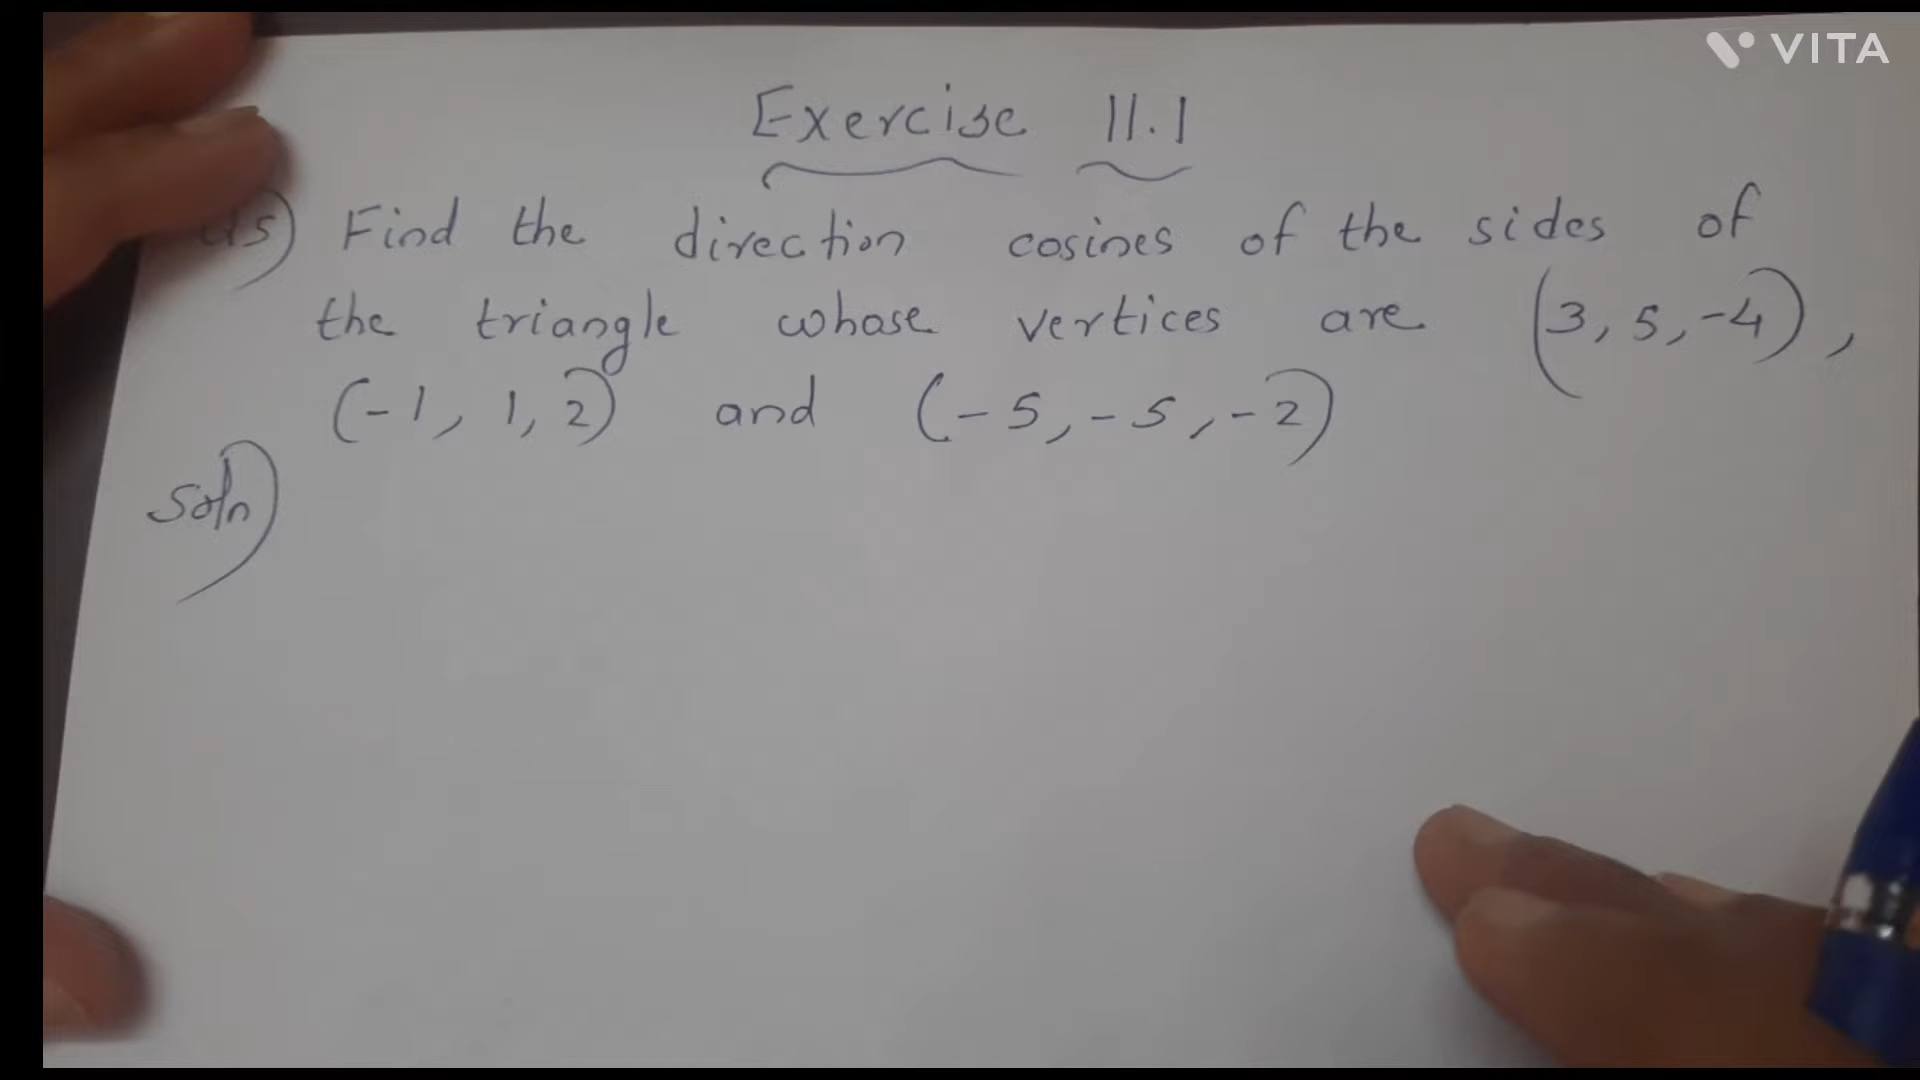 VITA
Exercise 11.1
Find the direction cosines of the sides of
the triangle whose vertices are (3, 5, -4),
(-1, 1, 2) and (-5, -5, -2)
Soln)